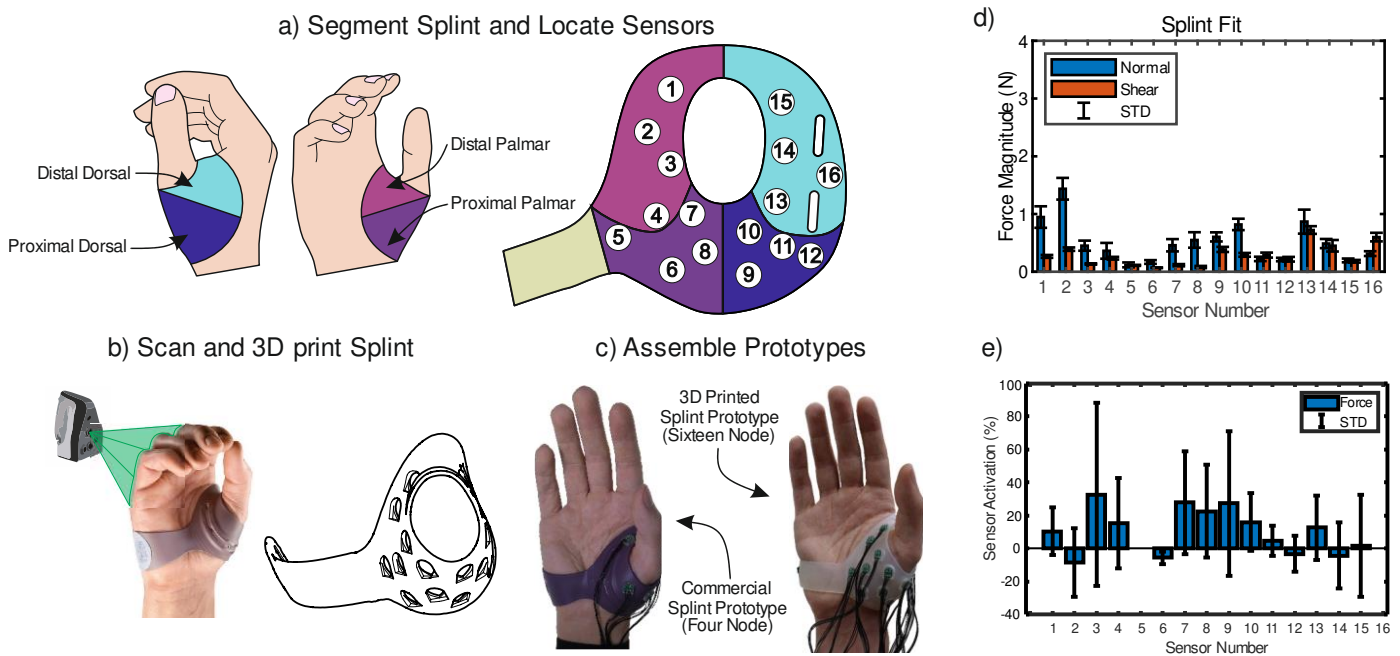 a) Segment Splint and Locate Sensors
Distal Dorsal
Proximal Dorsal
Distal Palmar
Proximal Palmar
1
2
3
4
5
6
7
8
9
10
11
12
13
14
15
16
b) Scan and 3D print Splint
c) Assemble Prototypes
3D Printed
Splint Prototype
(Sixteen Node)
Commercial
Splint Prototype
(Four Node)
d)
Splint Fit
Force Magnitude (N)
4
3
2
1
0
Normal
Shear
STD
1 2 3 4 5 6 7 8 9 10 11 12 13 14 15 16
Sensor Number
e)
Sensor Activation (%)
100
80
60
40
20
0
-20
-40
Force
STD
1 2 3 4 5 6 7 8 9 10 11 12 13 14 15 16
Sensor Number